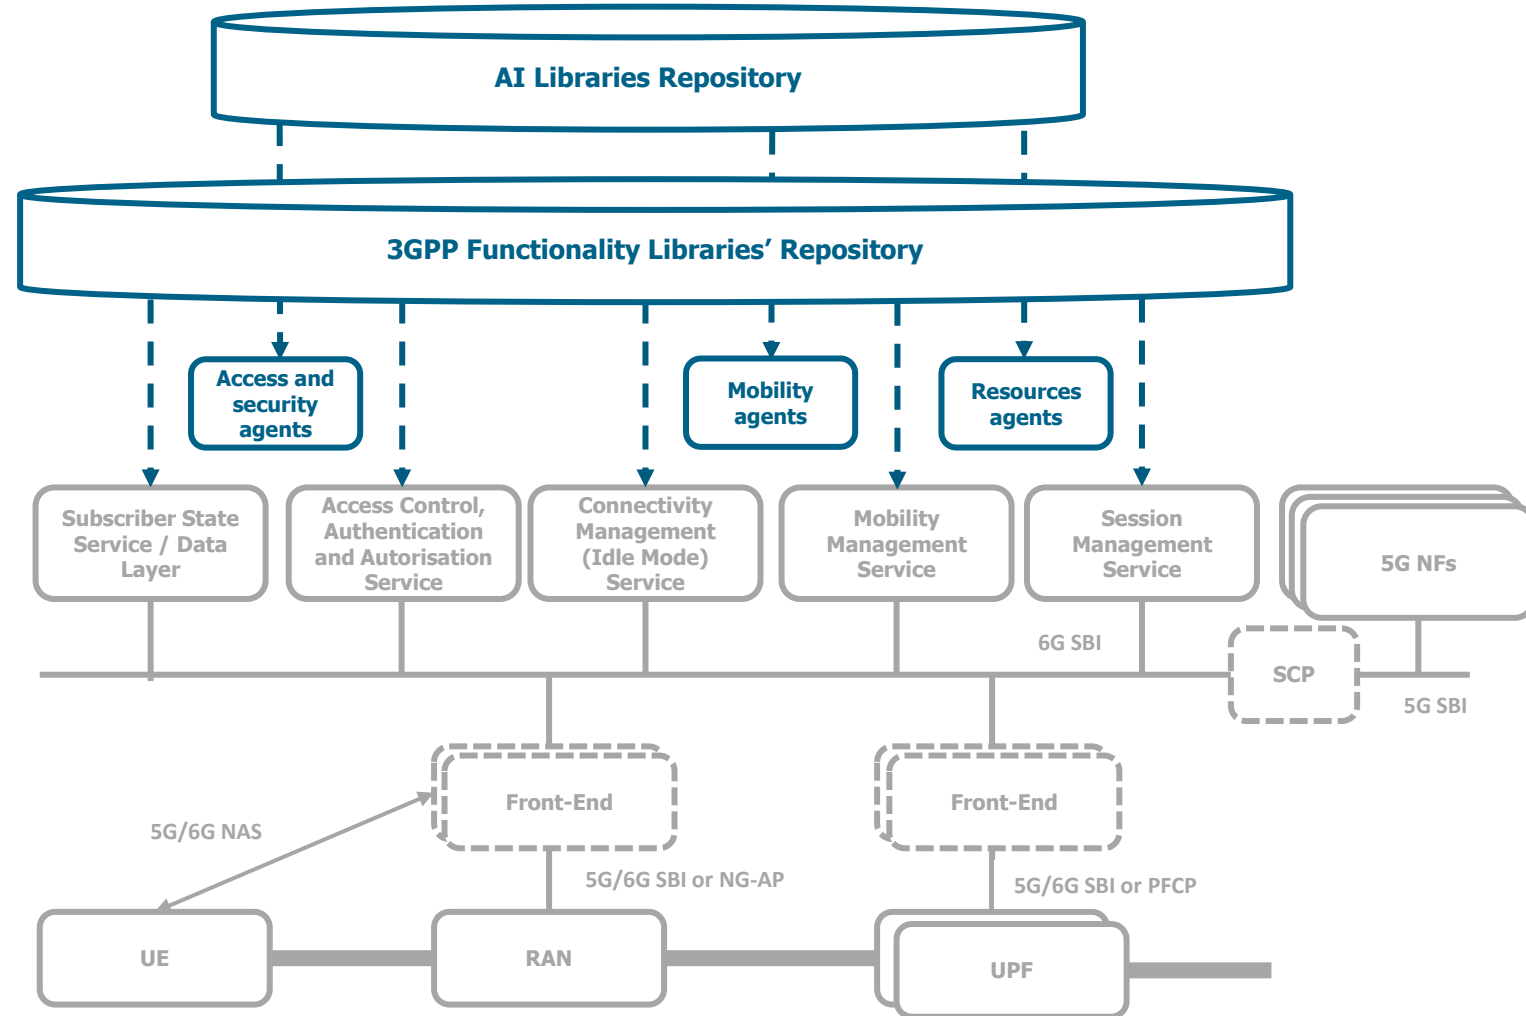 AI Libraries Repository
3GPP Functionality Libraries’ Repository
Access and
security
agents
Mobility
agents
Resources
agents
Subscriber State
Service / Data
Layer
Access Control,
Authentication
and Autorisation
Service
Connectivity
Management
(Idle Mode)
Service
Mobility
Management
Service
Session
Management
Service
5G NFs
6G SBI
SCP
5G SBI
Front-End
Front-End
5G/6G NAS
5G/6G SBI or NG-AP
5G/6G SBI or PFCP
UE
RAN
UPF